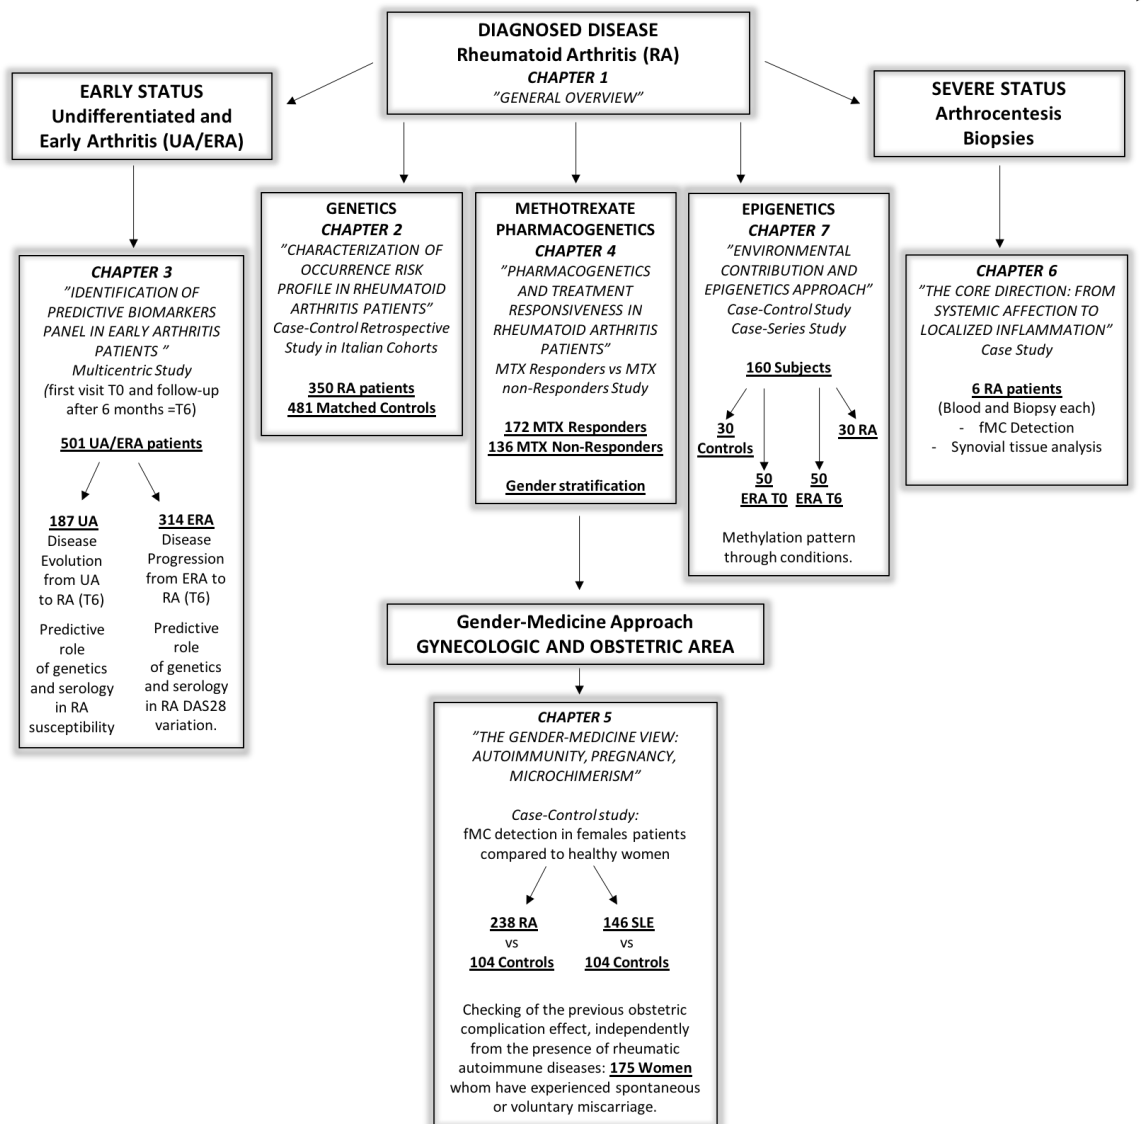 DIAGNOSED DISEASE
Rheumatoid Arthritis (RA)
CHAPTER 1
”GENERAL OVERVIEW”
EARLY STATUS
Undifferentiated and
Early Arthritis (UA/ERA)
SEVERE STATUS
Arthrocentesis
Biopsies
CHAPTER 3
”IDENTIFICATION OF
PREDICTIVE BIOMARKERS
PANEL IN EARLY ARTHRITIS
PATIENTS ”
Multicentric Study
(first visit T0 and follow-up
after 6 months =T6)
501 UA/ERA patients
187 UA
Disease
Evolution
from UA
to RA (T6)
Predictive
role
of genetics
and serology
in RA
susceptibility
314 ERA
Disease
Progression
from ERA to
RA (T6)
Predictive
role
of genetics
and serology
in RA DAS28
variation.
GENETICS
CHAPTER 2
”CHARACTERIZATION OF
OCCURRENCE RISK
PROFILE IN RHEUMATOID
ARTHRITIS PATIENTS”
Case-Control Retrospective
Study in Italian Cohorts
350 RA patients
481 Matched Controls
METHOTREXATE
PHARMACOGENETICS
CHAPTER 4
”PHARMACOGENETICS
AND TREATMENT
RESPONSIVENESS IN
RHEUMATOID ARTHRITIS
PATIENTS”
MTX Responders vs MTX
non-Responders Study
172 MTX Responders
136 MTX Non-Responders
Gender stratification
EPIGENETICS
CHAPTER 7
”ENVIRONMENTAL
CONTRIBUTION AND
EPIGENETICS APPROACH”
Case-Control Study
Case-Series Study
160 Subjects
30
Controls
30 RA
50
ERA T0
50
ERA T6
Methylation pattern
through conditions.
CHAPTER 6
”THE CORE DIRECTION: FROM
SYSTEMIC AFFECTION TO
LOCALIZED INFLAMMATION”
Case Study
6 RA patients
(Blood and Biopsy each)
- fMC Detection
- Synovial tissue analysis
Gender-Medicine Approach
GYNECOLOGIC AND OBSTETRIC AREA
CHAPTER 5
”THE GENDER-MEDICINE VIEW:
AUTOIMMUNITY, PREGNANCY,
MICROCHIMERISM”
Case-Control study:
fMC detection in females patients
compared to healthy women
238 RA
vs
104 Controls
146 SLE
vs
104 Controls
Checking of the previous obstetric
complication effect, independently
from the presence of rheumatic
autoimmune diseases: 175 Women
whom have experienced spontaneous
or voluntary miscarriage.